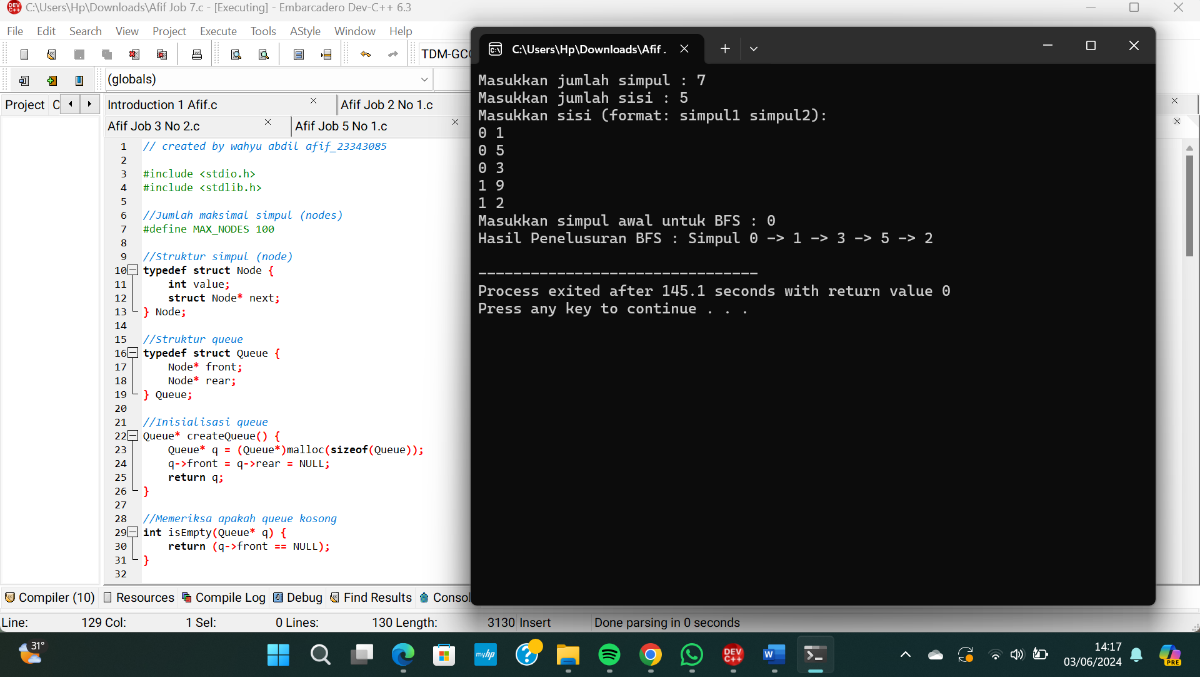 C:\Users\Hp\Downloads\Afif Job 7.c - [Executing] - Embarcadero Dev-C++ 6.3
File Edit Search View Project Execute Tools AStyle Window Help
TDM-GC
(globals)
Project C
Introduction 1 Afif.c
Afif Job 2 No 1.c
Afif Job 3 No 2.c
Afif Job 5 No 1.c
1 // created by wahyu abdil afif_23343085
2
3 #include <stdio.h>
4 #include <stdlib.h>
5
6 //Jumlah maksimal simpul (nodes)
7 #define MAX_NODES 100
8
9 //Struktur simpul (node)
10 typedef struct Node {
11 int value;
12 struct Node* next;
13 } Node;
14
15 //Struktur queue
16 typedef struct Queue {
17 Node* front;
18 Node* rear;
19 } Queue;
20
21 //Inisialisasi queue
22 Queue* createQueue() {
23 Queue* q = (Queue*)malloc(sizeof(Queue));
24 q->front = q->rear = NULL;
25 return q;
26 }
27
28 //Memeriksa apakah queue kosong
29 int isEmpty(Queue* q) {
30 return (q->front == NULL);
31 }
32
C:\Users\Hp\Downloads\Afif .
Masukkan jumlah simpul : 7
Masukkan jumlah sisi : 5
Masukkan sisi (format: simpul1 simpul2):
0 1
0 5
0 3
1 9
1 2
Masukkan simpul awal untuk BFS : 0
Hasil Penelusuran BFS : Simpul 0 -> 1 -> 3 -> 5 -> 2
--------------------------------
Process exited after 145.1 seconds with return value 0
Press any key to continue . . .
Compiler (10) Resources Compile Log Debug Find Results Consol
Line: 129 Col: 1 Sel: 0 Lines: 130 Length: 3130 Insert Done parsing in 0 seconds
31°
myhp
DEV C++
W
14:17
03/06/2024
PRE